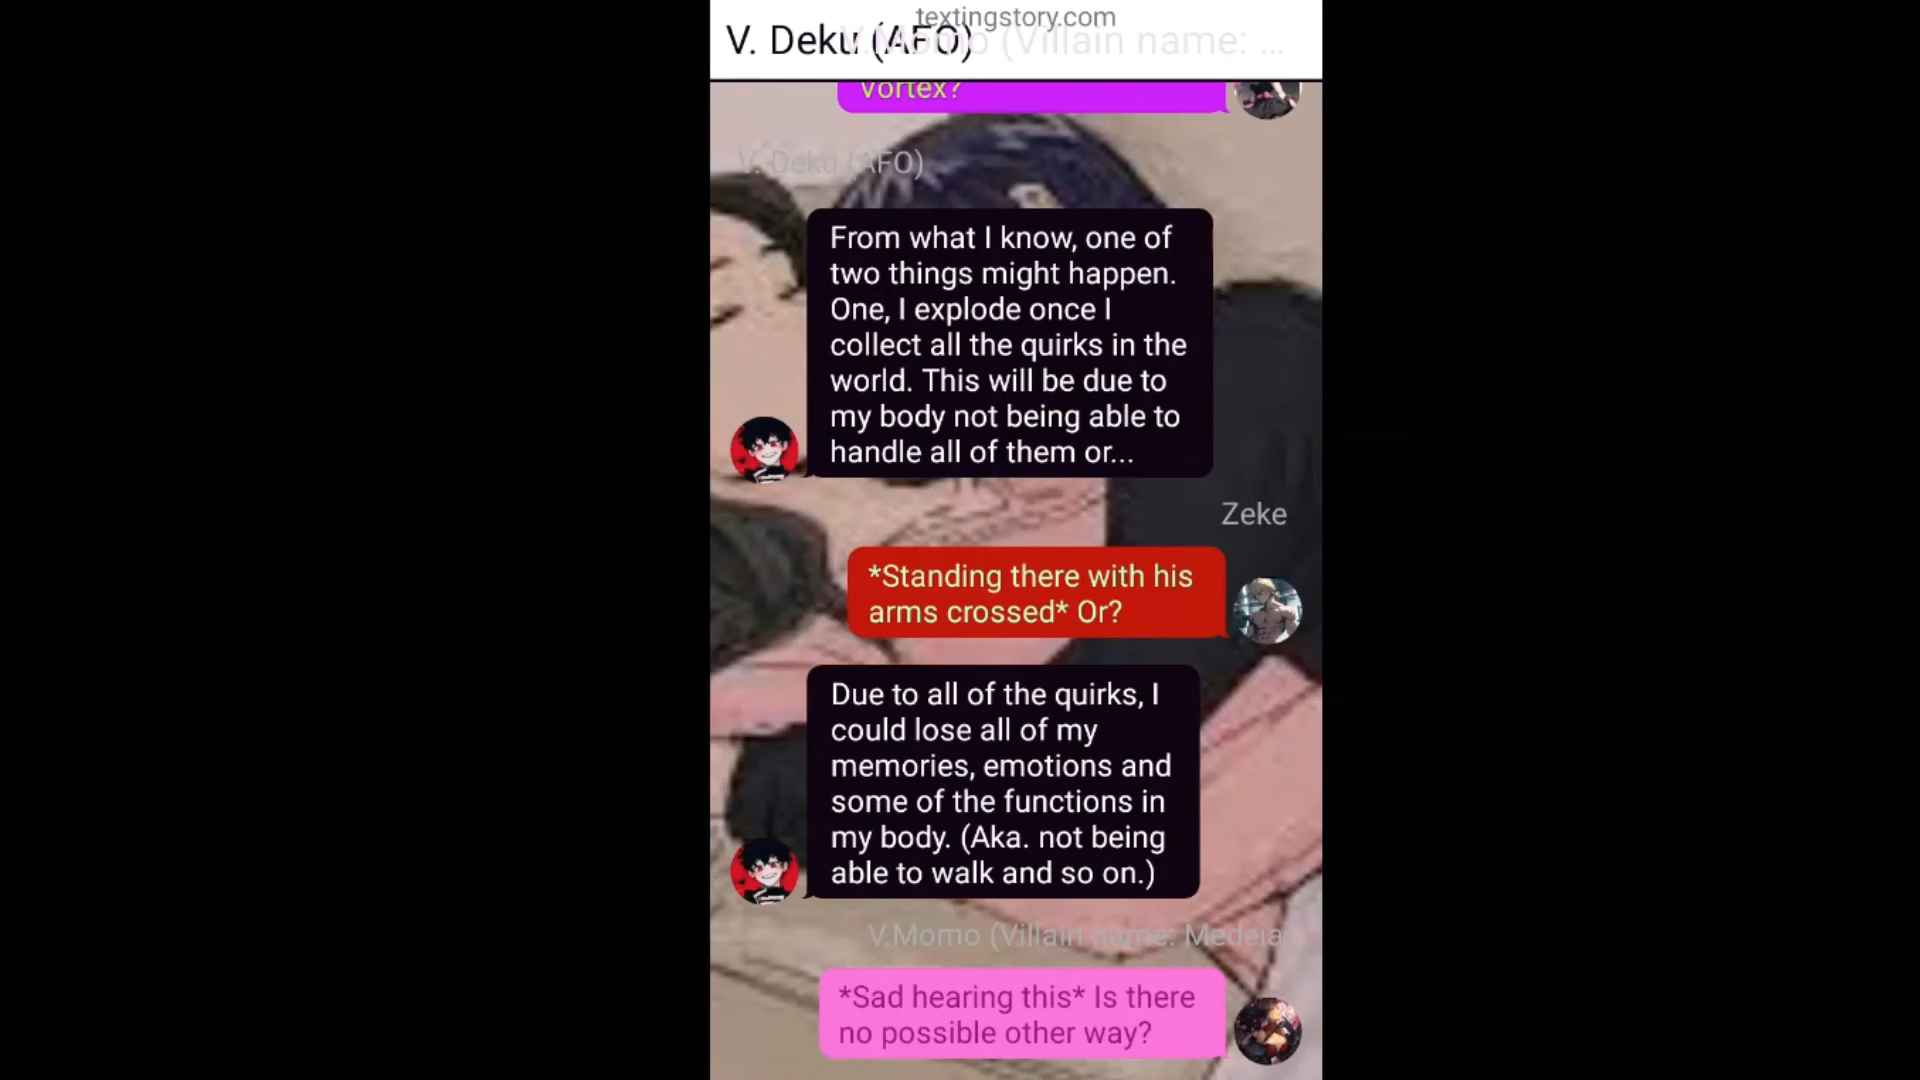 textingstory.com
V. Deku (AFO)
V.Momo (Villain name: ...
Vortex?
V. Deku (AFO)
From what I know, one of
two things might happen.
One, I explode once I
collect all the quirks in the
world. This will be due to
my body not being able to
handle all of them or...
Zeke
*Standing there with his
arms crossed* Or?
Due to all of the quirks, I
could lose all of my
memories, emotions and
some of the functions in
my body. (Aka. not being
able to walk and so on.)
V.Momo (Villain name: Medeia
*Sad hearing this* Is there
no possible other way?